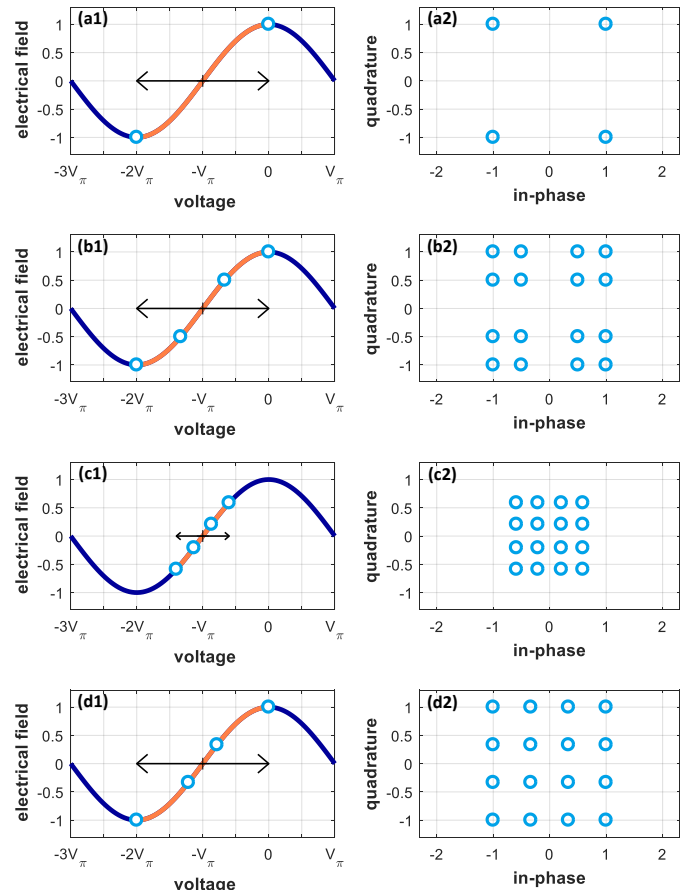 (a1)
electrical field
1
0.5
0
-0.5
-1
-3Vπ -2Vπ -Vπ 0 Vπ
voltage
(a2)
quadrature
1
0.5
0
-0.5
-1
-2 -1 0 1 2
in-phase
(b1)
electrical field
1
0.5
0
-0.5
-1
-3Vπ -2Vπ -Vπ 0 Vπ
voltage
(b2)
quadrature
1
0.5
0
-0.5
-1
-2 -1 0 1 2
in-phase
(c1)
electrical field
1
0.5
0
-0.5
-1
-3Vπ -2Vπ -Vπ 0 Vπ
voltage
(c2)
quadrature
1
0.5
0
-0.5
-1
-2 -1 0 1 2
in-phase
(d1)
electrical field
1
0.5
0
-0.5
-1
-3Vπ -2Vπ -Vπ 0 Vπ
voltage
(d2)
quadrature
1
0.5
0
-0.5
-1
-2 -1 0 1 2
in-phase